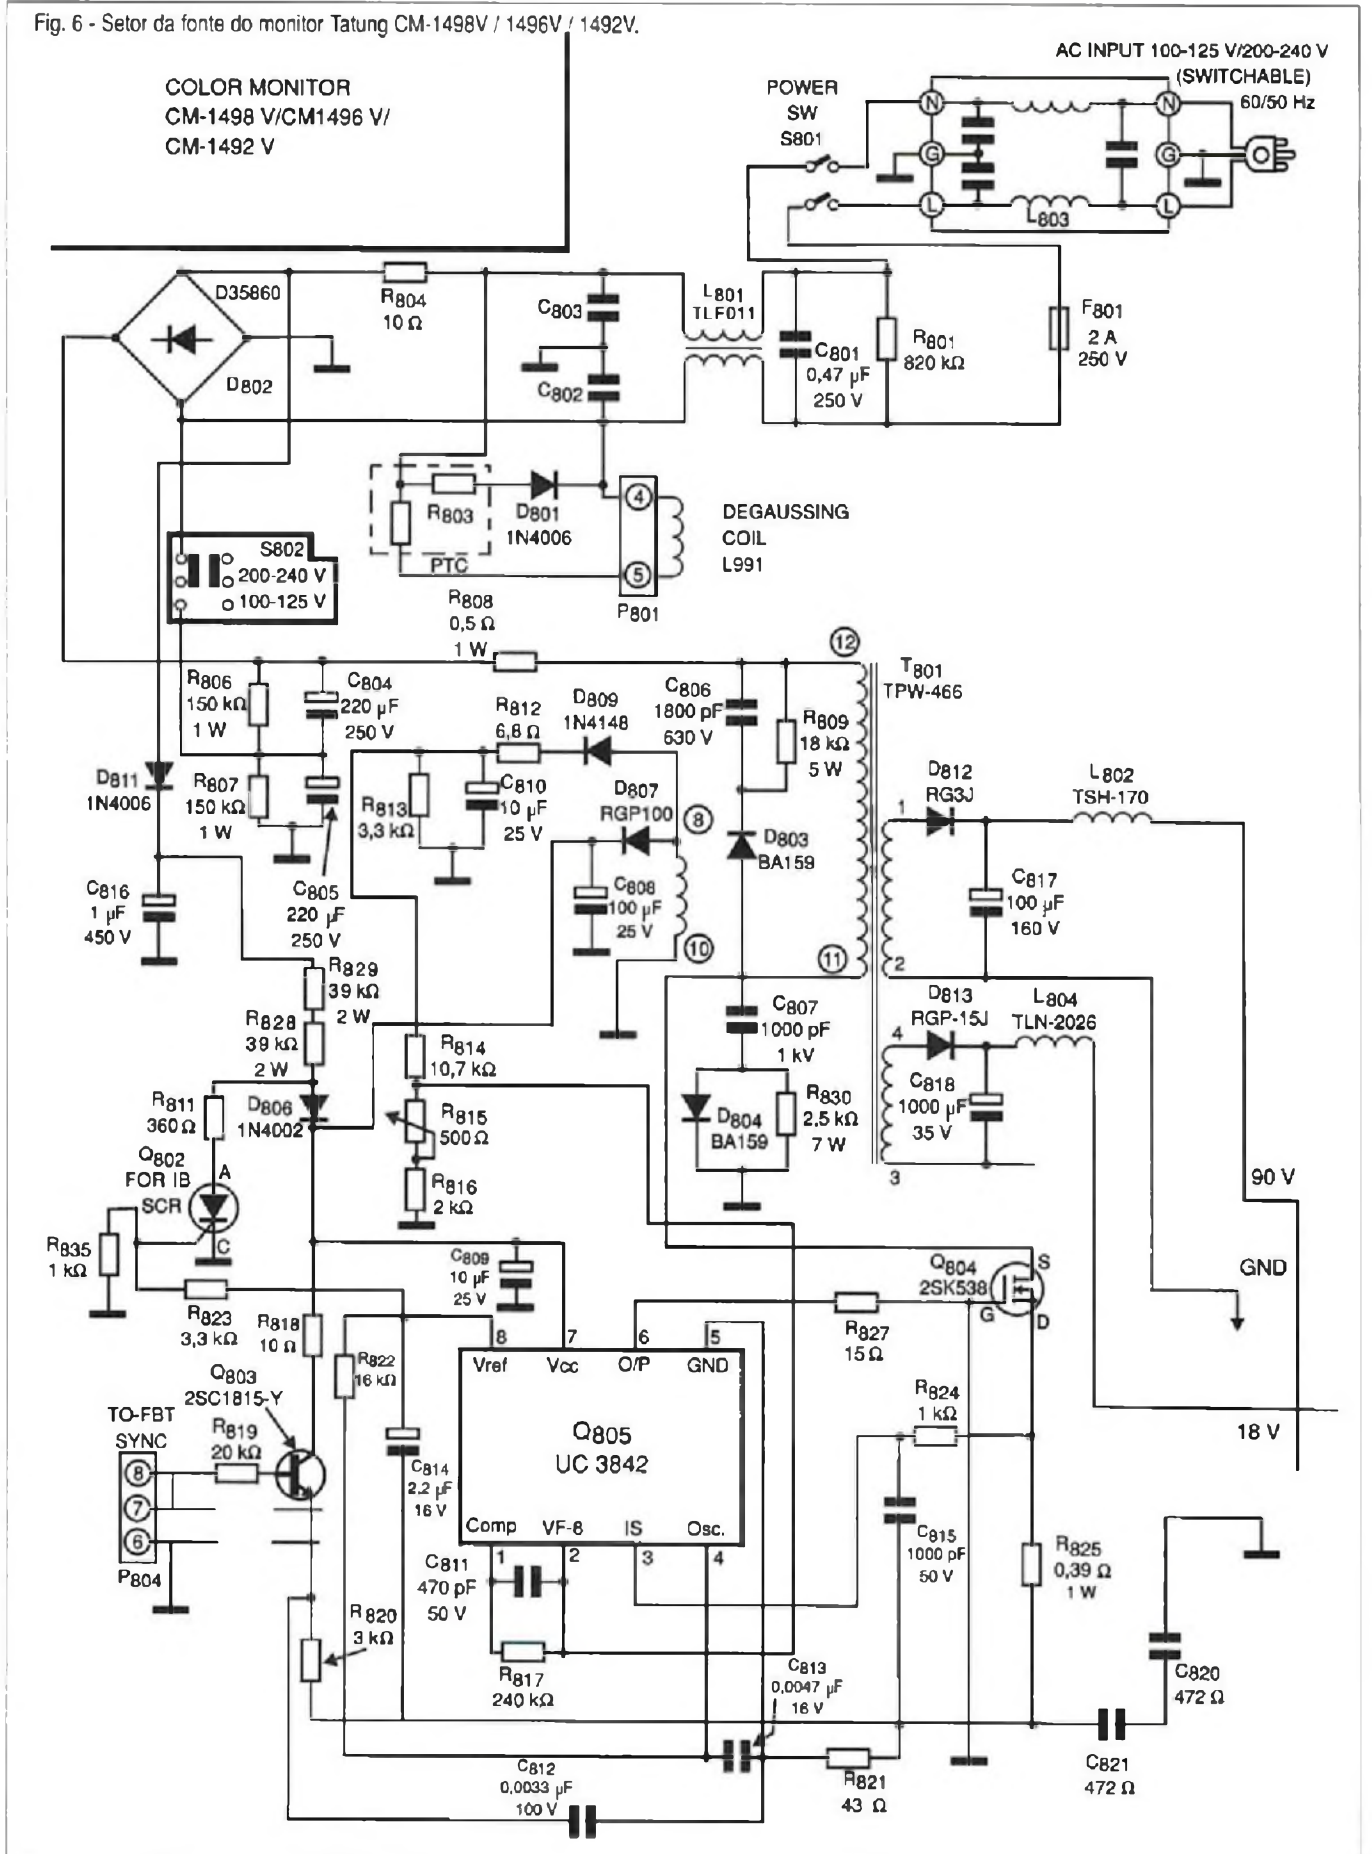 Fig. 6 - Setor da fonte do monitor Tatung CM-1498V / 1496V / 1492V.
COLOR MONITOR
CM-1498 V/CM1496 V/
CM-1492 V
AC INPUT 100-125 V/200-240 V
(SWITCHABLE)
60/50 Hz
POWER
SW
S801
N
G
L
N
G
L
L803
D35860
D802
R804
10 Ω
C803
C802
L801
TLF011
C801
0,47 µF
250 V
R801
820 kΩ
F801
2 A
250 V
R803
PTC
D801
1N4006
4
5
P801
DEGAUSSING
COIL
L991
S802
200-240 V
100-125 V
R808
0,5 Ω
1 W
R806
150 kΩ
1 W
C804
220 µF
250 V
R812
6,8 Ω
D809
1N4148
C806
1800 pF
630 V
R809
18 kΩ
5 W
12
T801
TPW-466
D811
1N4006
R807
150 kΩ
1 W
C805
220 µF
250 V
R813
3,3 kΩ
C810
10 µF
25 V
D807
RGP100
8
D803
BA159
C808
100 µF
25 V
10
11
D812
RG3J
L802
TSH-170
1
2
C817
100 µF
160 V
C816
1 µF
450 V
R829
39 kΩ
2 W
R828
39 kΩ
2 W
R814
10,7 kΩ
C807
1000 pF
1 kV
D813
RGP-15J
L804
TLN-2026
4
3
C818
1000 µF
35 V
R811
360 Ω
D806
1N4002
R815
500 Ω
D804
BA159
R830
2,5 kΩ
7 W
Q802
FOR IB
SCR
A
C
R816
2 kΩ
90 V
R835
1 kΩ
R823
3,3 kΩ
R818
10 Ω
C809
10 µF
25 V
Q804
2SK538
S
G
D
GND
R822
16 kΩ
8
7
6
5
Vref
Vcc
O/P
GND
R827
15 Ω
Q803
2SC1815-Y
TO-FBT
SYNC
R819
20 kΩ
8
7
6
P804
C814
2.2 µF
16 V
Q805
UC 3842
R824
1 kΩ
18 V
Comp
VF-8
IS
Osc.
1
2
3
4
C811
470 pF
50 V
C815
1000 pF
50 V
R825
0,39 Ω
1 W
R820
3 kΩ
R817
240 kΩ
C813
0,0047 µF
16 V
C820
472 Ω
C812
0,0033 µF
100 V
R821
43 Ω
C821
472 Ω